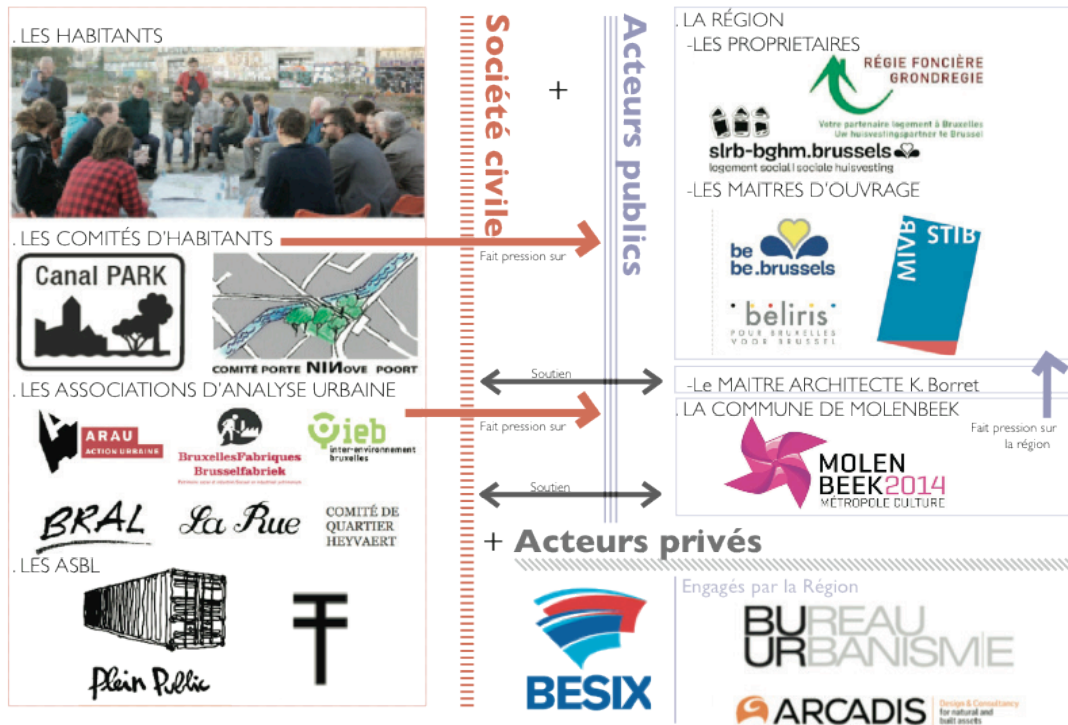 . LES HABITANTS
. LES COMITÉS D'HABITANTS
Canal PARK
COMITÉ PORTE NINOVE POORT
. LES ASSOCIATIONS D'ANALYSE URBAINE
ARAU
ACTION URBAINE
BruxellesFabriques
Brusselfabriek
ieb
inter-environnement
bruxelles
BRAL
La Rue
COMITÉ DE
QUARTIER
HEYVAERT
. LES ASBL
Plein Public
Société civile
+
Acteurs publics
Fait pression sur
Soutien
Fait pression sur
Soutien
. LA RÉGION
-LES PROPRIETAIRES
RÉGIE FONCIÈRE
GRONDREGIE
Votre partenaire logement à Bruxelles
Uw huisvestingspartner te Brussel
slrb-bghm.brussels
logement social | sociale huisvesting
-LES MAITRES D'OUVRAGE
be
be.brussels
MIVB
STIB
beliris
POUR BRUXELLES
VOOR BRUSSEL
-Le MAITRE ARCHITECTE K. Borret
. LA COMMUNE DE MOLENBEEK
Fait pression sur
la région
MOLEN
BEEK2014
MÉTROPOLE CULTURE
+ Acteurs privés
BESIX
Engagés par la Région
BUREAU
URBANISME
ARCADIS
Design & Consultancy
for natural and
built assets